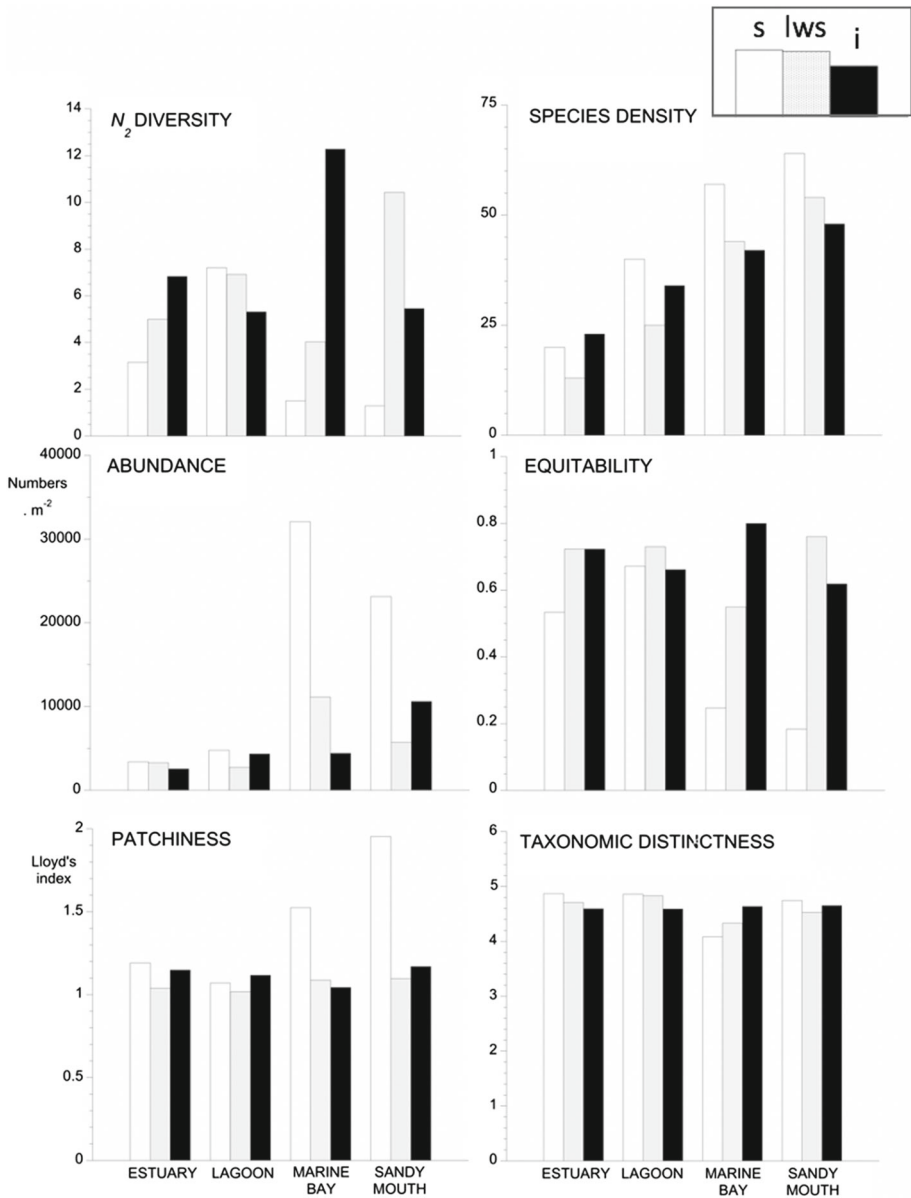 s lws i
N2 DIVERSITY
14
12
10
8
6
4
2
0
SPECIES DENSITY
75
50
25
0
ABUNDANCE
Numbers
. m-2
40000
30000
20000
10000
0
EQUITABILITY
1
0.8
0.6
0.4
0.2
0
PATCHINESS
Lloyd's
index
2
1.5
1
0.5
0
ESTUARY LAGOON MARINE BAY SANDY MOUTH
TAXONOMIC DISTINCTNESS
6
5
4
3
2
1
0
ESTUARY LAGOON MARINE BAY SANDY MOUTH